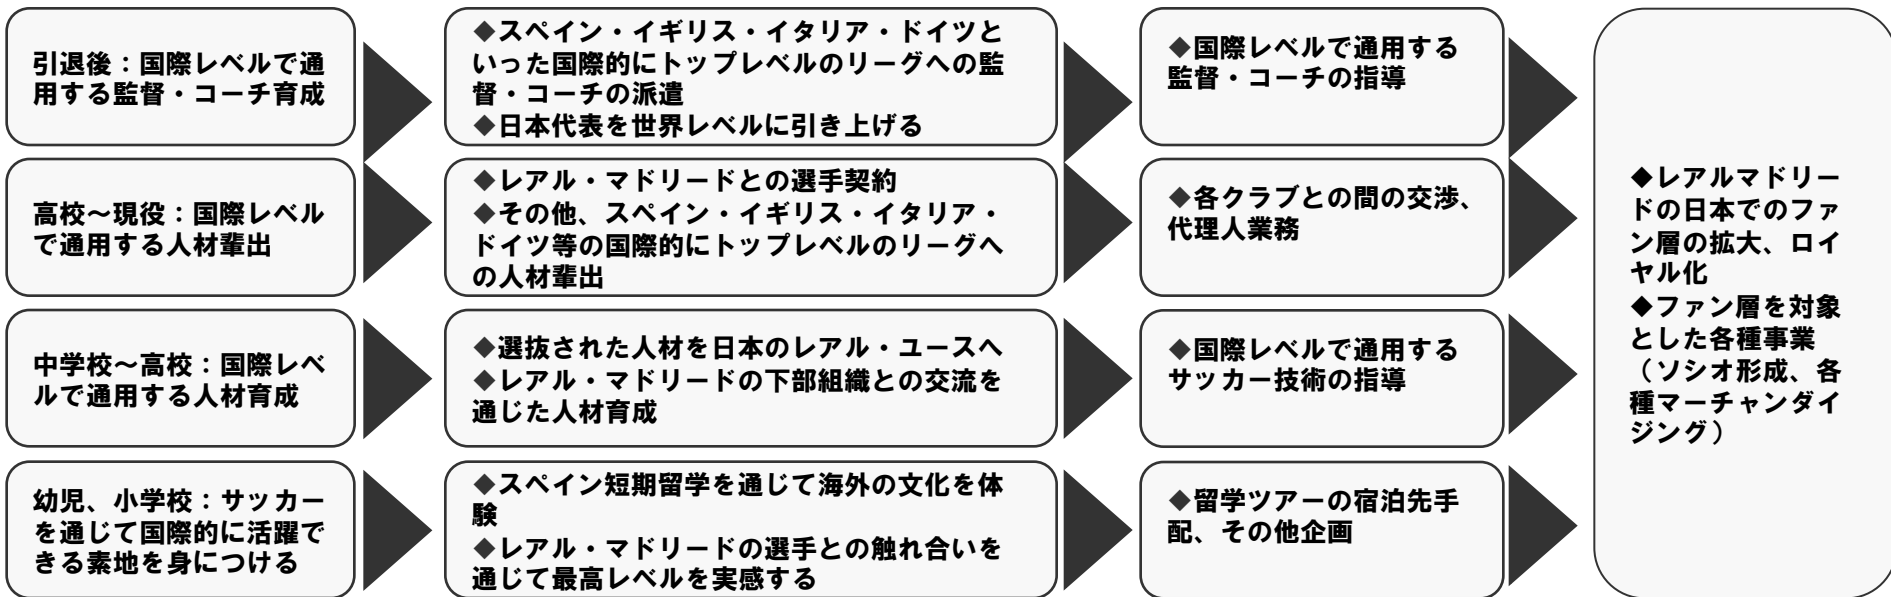 引退後：国際レベルで通
用する監督・コーチ育成
◆スペイン・イギリス・イタリア・ドイツと
いった国際的にトップレベルのリーグへの監
督・コーチの派遣
◆日本代表を世界レベルに引き上げる
◆国際レベルで通用する
監督・コーチの指導
高校～現役：国際レベル
で通用する人材輩出
◆レアル・マドリードとの選手契約
◆その他、スペイン・イギリス・イタリア・
ドイツ等の国際的にトップレベルのリーグへ
の人材輩出
◆各クラブとの間の交渉、
代理人業務
中学校～高校：国際レベ
ルで通用する人材育成
◆選抜された人材を日本のレアル・ユースへ
◆レアル・マドリードの下部組織との交流を
通じた人材育成
◆国際レベルで通用する
サッカー技術の指導
幼児、小学校：サッカー
を通じて国際的に活躍で
きる素地を身につける
◆スペイン短期留学を通じて海外の文化を体
験
◆レアル・マドリードの選手との触れ合いを
通じて最高レベルを実感する
◆留学ツアーの宿泊先手
配、その他企画
◆レアルマドリー
ドの日本でのファ
ン層の拡大、ロイ
ヤル化
◆ファン層を対象
とした各種事業
（ソシオ形成、各
種マーチャンダイ
ジング）